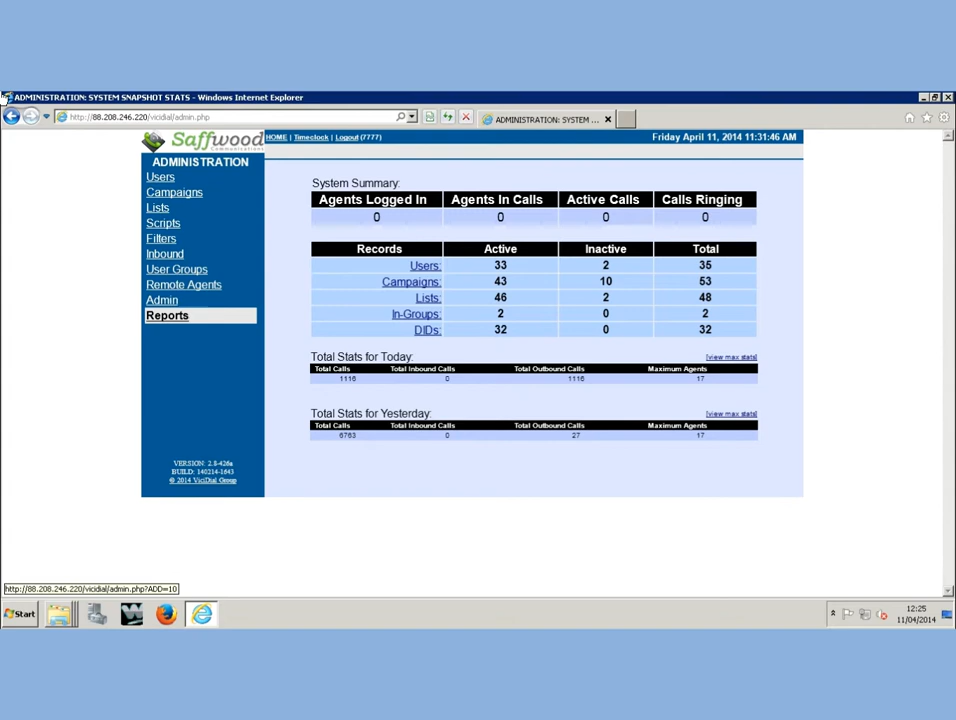 ADMINISTRATION: SYSTEM SNAPSHOT STATS - Windows Internet Explorer
http://88.208.246.220/vicidial/admin.php
ADMINISTRATION: SYSTEM ...
Saffwood
Communications
HOME | Timeclock | Logout (7777)
Friday April 11, 2014 11:31:46 AM
ADMINISTRATION
Users
Campaigns
Lists
Scripts
Filters
Inbound
User Groups
Remote Agents
Admin
Reports
VERSION: 2.8-426a
BUILD: 140214-1643
© 2014 ViciDial Group
System Summary:
Agents Logged In Agents In Calls Active Calls Calls Ringing
0 0 0 0
Records Active Inactive Total
Users: 33 2 35
Campaigns: 43 10 53
Lists: 46 2 48
In-Groups: 2 0 2
DIDs: 32 0 32
Total Stats for Today: [view max stats]
Total Calls Total Inbound Calls Total Outbound Calls Maximum Agents
1116 0 1116 17
Total Stats for Yesterday: [view max stats]
Total Calls Total Inbound Calls Total Outbound Calls Maximum Agents
6763 0 27 17
http://88.208.246.220/vicidial/admin.php?ADD=10
Start
12:25
11/04/2014